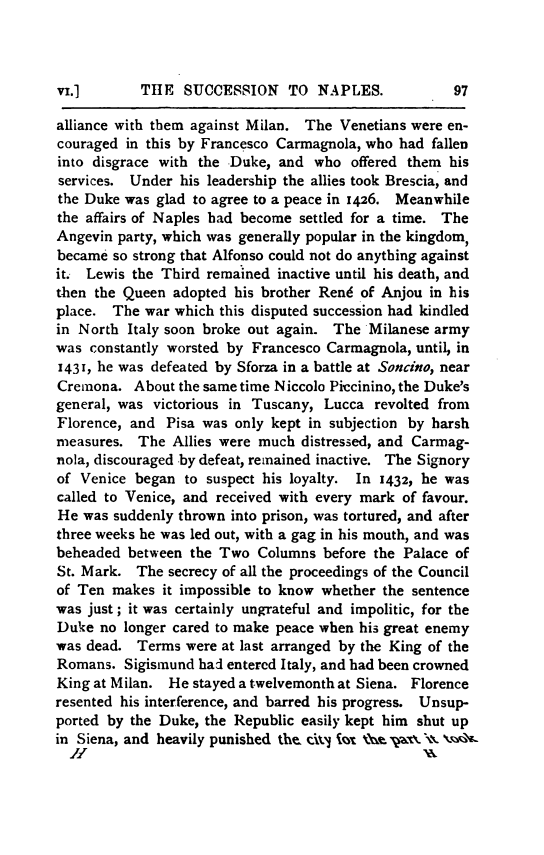 VI.] THE SUCCESSION TO NAPLES. 97
alliance with them against Milan. The Venetians were en-
couraged in this by Francesco Carmagnola, who had fallen
into disgrace with the Duke, and who offered them his
services. Under his leadership the allies took Brescia, and
the Duke was glad to agree to a peace in 1426. Meanwhile
the affairs of Naples had become settled for a time. The
Angevin party, which was generally popular in the kingdom,
became so strong that Alfonso could not do anything against
it. Lewis the Third remained inactive until his death, and
then the Queen adopted his brother René of Anjou in his
place. The war which this disputed succession had kindled
in North Italy soon broke out again. The Milanese army
was constantly worsted by Francesco Carmagnola, until, in
1431, he was defeated by Sforza in a battle at Soncino, near
Cremona. About the same time Niccolo Piccinino, the Duke's
general, was victorious in Tuscany, Lucca revolted from
Florence, and Pisa was only kept in subjection by harsh
measures. The Allies were much distressed, and Carmag-
nola, discouraged by defeat, remained inactive. The Signory
of Venice began to suspect his loyalty. In 1432, he was
called to Venice, and received with every mark of favour.
He was suddenly thrown into prison, was tortured, and after
three weeks he was led out, with a gag in his mouth, and was
beheaded between the Two Columns before the Palace of
St. Mark. The secrecy of all the proceedings of the Council
of Ten makes it impossible to know whether the sentence
was just; it was certainly ungrateful and impolitic, for the
Duke no longer cared to make peace when his great enemy
was dead. Terms were at last arranged by the King of the
Romans. Sigismund had entered Italy, and had been crowned
King at Milan. He stayed a twelvemonth at Siena. Florence
resented his interference, and barred his progress. Unsup-
ported by the Duke, the Republic easily kept him shut up
in Siena, and heavily punished the city for the part it took
H H